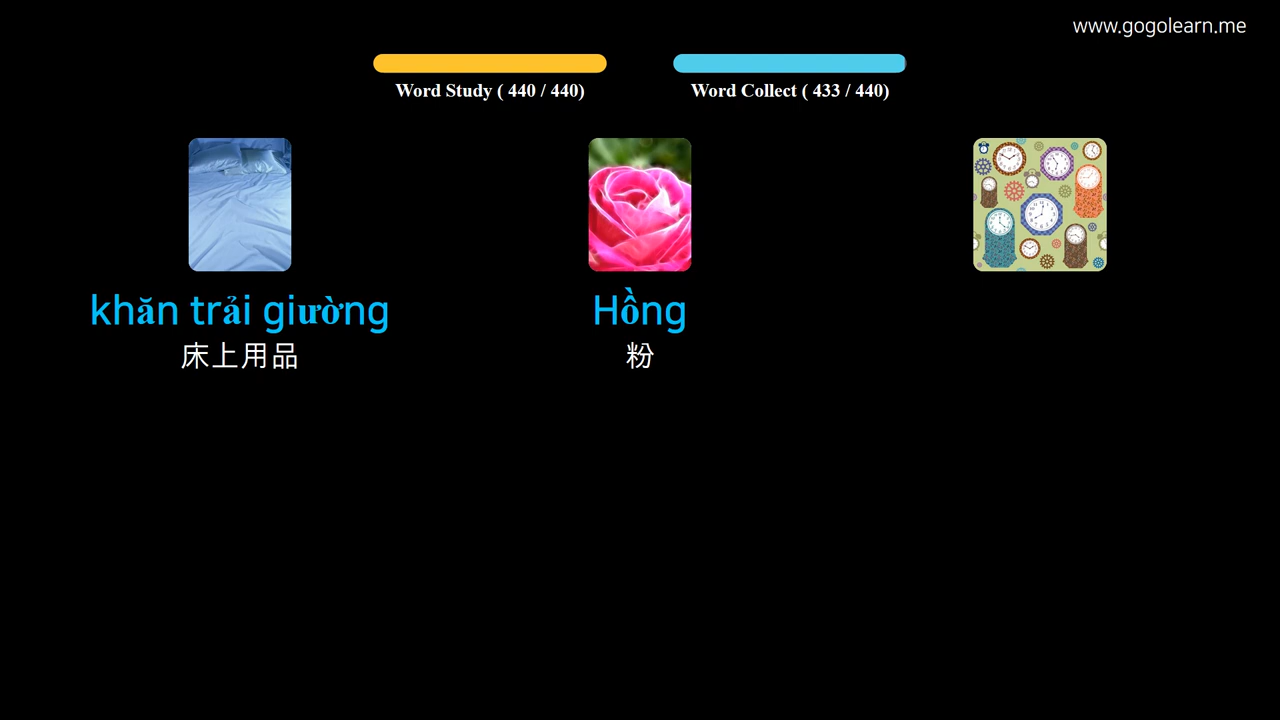 www.gogolearn.me
Word Study ( 440 / 440)
Word Collect ( 433 / 440)
khăn trải giường
床上用品
Hồng
粉